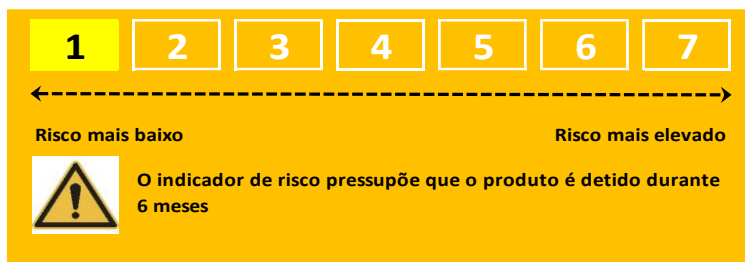 1 2 3 4 5 6 7
Risco mais baixo Risco mais elevado
O indicador de risco pressupõe que o produto é detido durante
6 meses